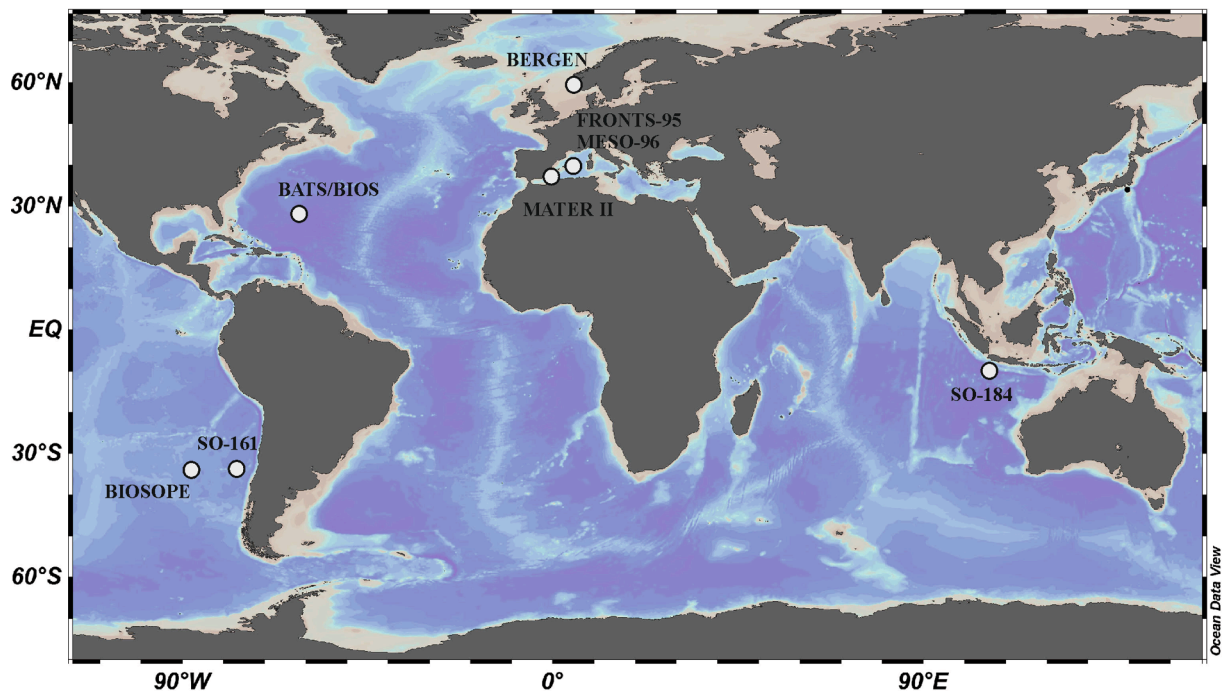 BERGEN
60°N
FRONTS-95
MESO-96
BATS/BIOS
30°N
MATER II
EQ
SO-184
30°S
SO-161
BIOSOPE
60°S
Ocean Data View
90°W
0°
90°E